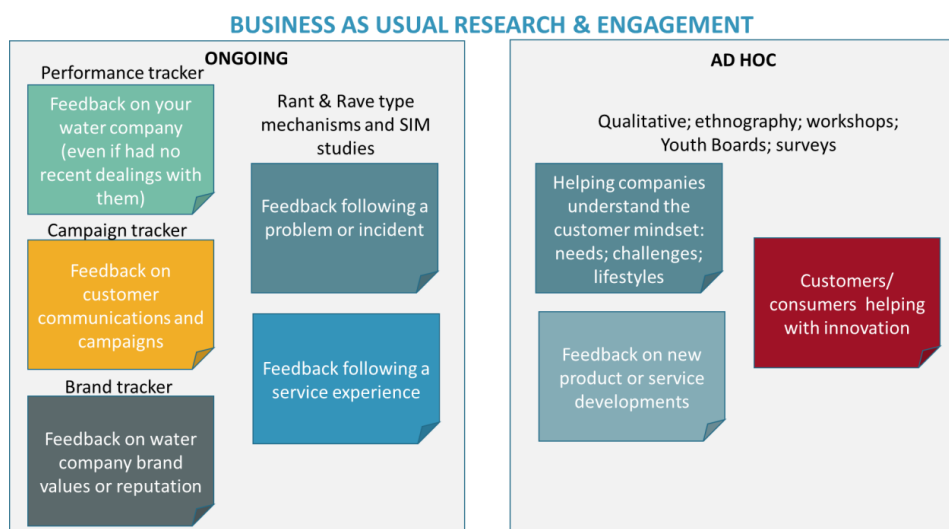 BUSINESS AS USUAL RESEARCH & ENGAGEMENT
ONGOING
Performance tracker
Feedback on your
water company
(even if had no
recent dealings with
them)
Campaign tracker
Feedback on
customer
communications and
campaigns
Brand tracker
Feedback on water
company brand
values or reputation
Rant & Rave type
mechanisms and SIM
studies
Feedback following a
problem or incident
Feedback following a
service experience
AD HOC
Qualitative; ethnography; workshops;
Youth Boards; surveys
Helping companies
understand the
customer mindset:
needs; challenges;
lifestyles
Feedback on new
product or service
developments
Customers/
consumers helping
with innovation